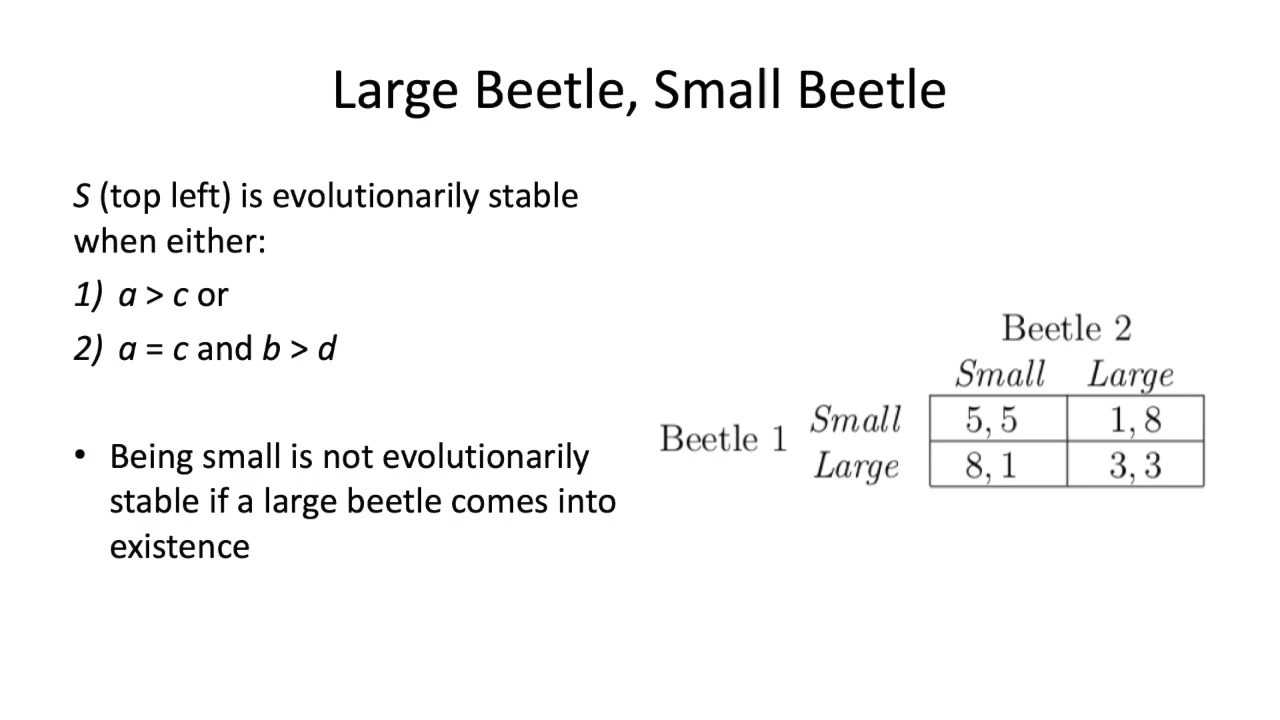 Large Beetle, Small Beetle
S (top left) is evolutionarily stable
when either:
1) a > c or
2) a = c and b > d
• Being small is not evolutionarily
stable if a large beetle comes into
existence
Beetle 2
Small Large
Beetle 1
Small 5, 5 1, 8
Large 8, 1 3, 3